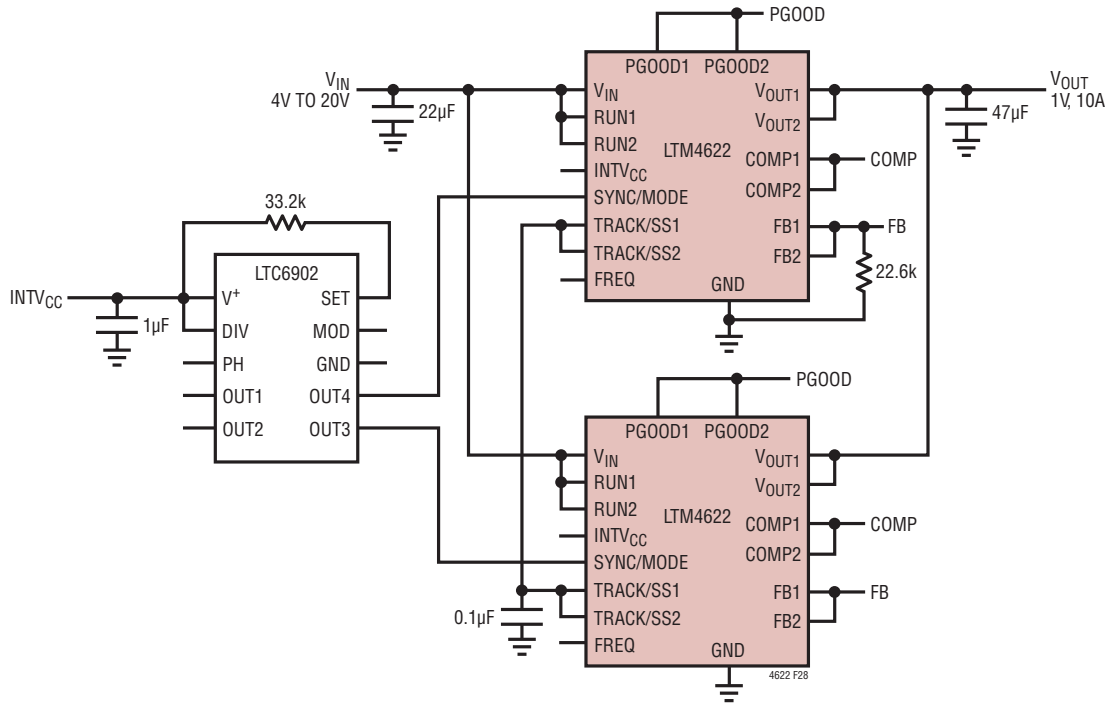 PGOOD
PGOOD1 PGOOD2
VIN
4V TO 20V
22µF
VIN
RUN1
RUN2
INTVCC
SYNC/MODE
TRACK/SS1
TRACK/SS2
FREQ
LTM4622
VOUT1
VOUT2
COMP1
COMP2
FB1
FB2
GND
COMP
FB
22.6k
VOUT
1V, 10A
47µF
33.2k
LTC6902
INTVCC
1µF
V+
DIV
PH
OUT1
OUT2
SET
MOD
GND
OUT4
OUT3
PGOOD
PGOOD1 PGOOD2
VIN
RUN1
RUN2
INTVCC
SYNC/MODE
TRACK/SS1
TRACK/SS2
FREQ
0.1µF
LTM4622
VOUT1
VOUT2
COMP1
COMP2
FB1
FB2
GND
COMP
FB
4622 F28